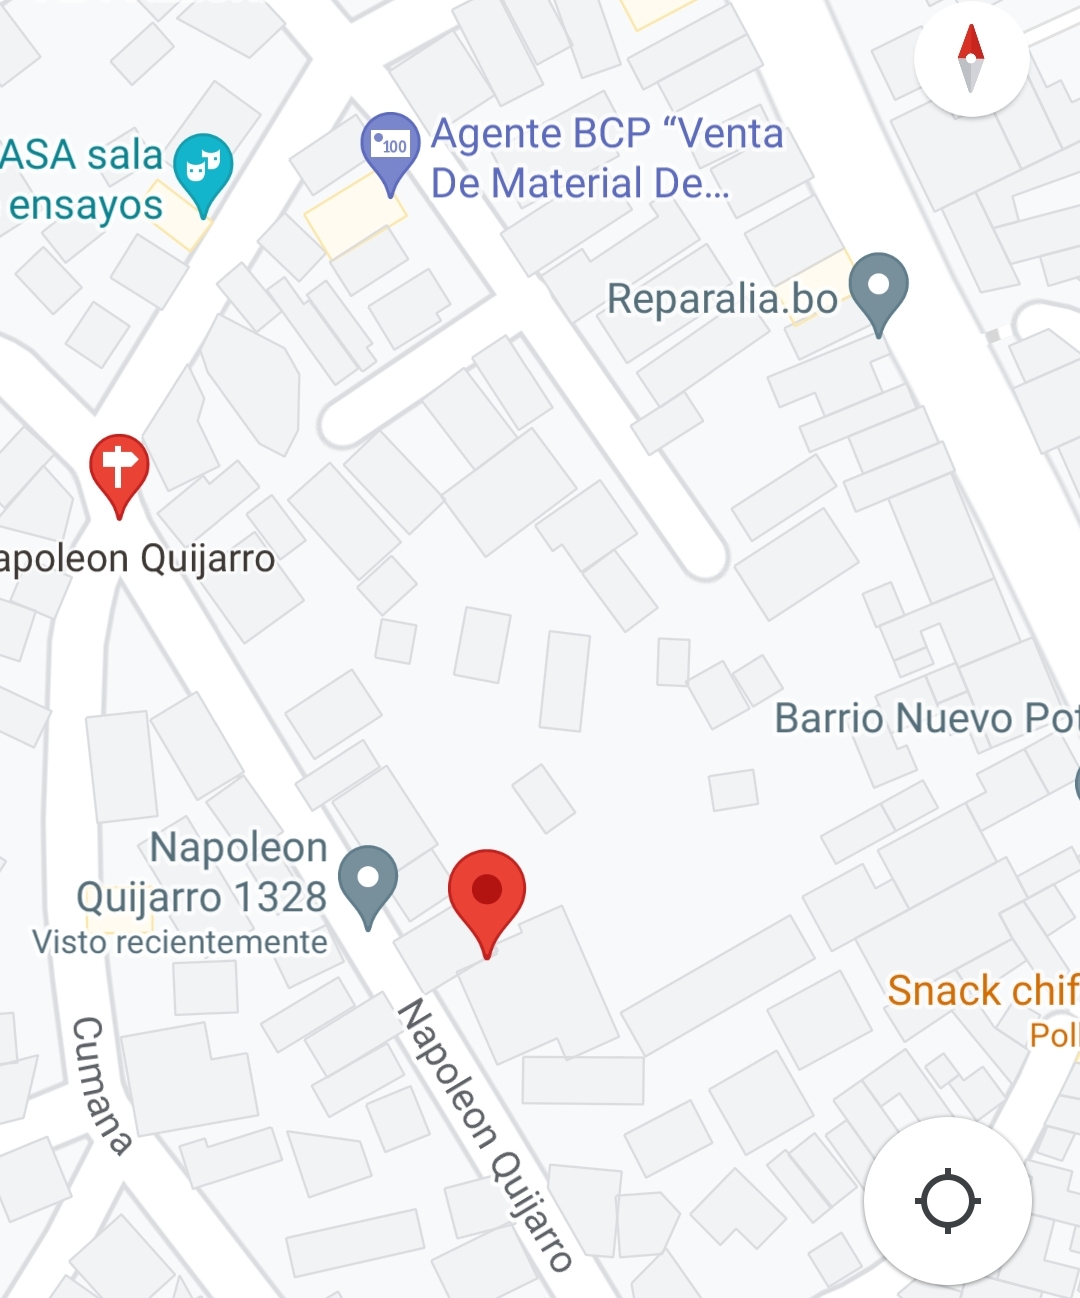 ASA sala
ensayos
100
Agente BCP “Venta
De Material De...
Reparalia.bo
apoleon Quijarro
Barrio Nuevo Pot
Napoleon
Quijarro 1328
Visto recientemente
Snack chif
Poll
Cumana
Napoleon Quijarro